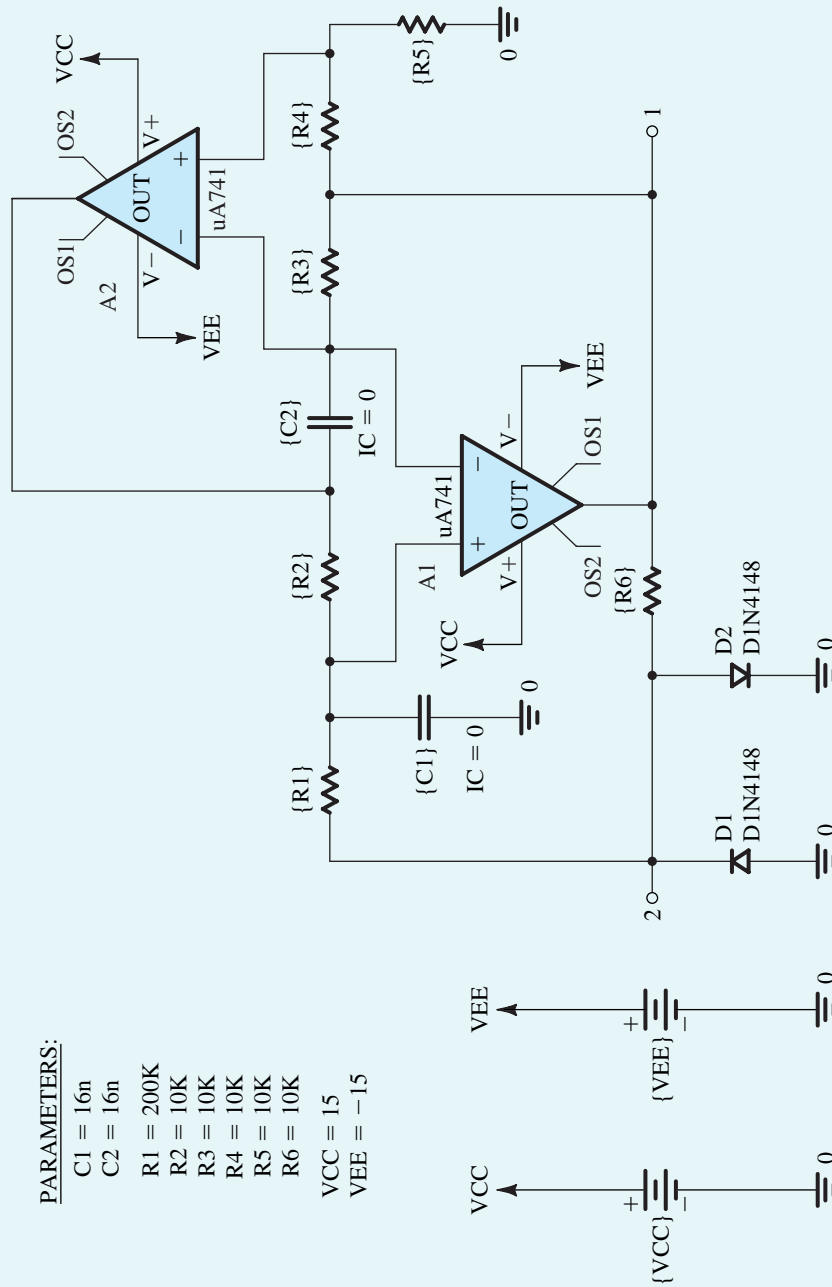 PARAMETERS:
C1 = 16n
C2 = 16n
R1 = 200K
R2 = 10K
R3 = 10K
R4 = 10K
R5 = 10K
R6 = 10K
VCC = 15
VEE = −15
VCC
+
−
{VCC}
0
VEE
+
−
{VEE}
0
2
D1
D1N4148
0
D2
D1N4148
0
{R6}
1
{R1}
{C1}
IC = 0
0
{R2}
VCC
A1
V+
+
−
uA741
OUT
V−
VEE
OS2
OS1
{C2}
IC = 0
{R3}
{R4}
{R5}
0
VEE
A2
V−
−
+
uA741
OUT
V+
VCC
OS1
OS2